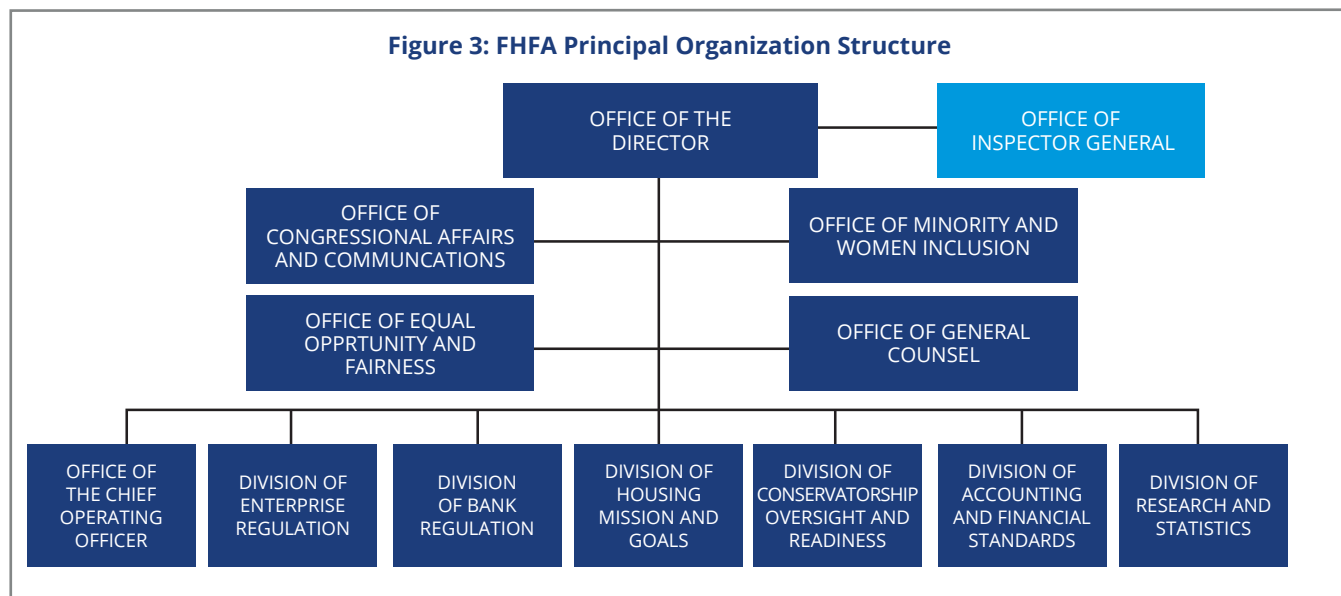 Figure 3: FHFA Principal Organization Structure
OFFICE OF THE
DIRECTOR
OFFICE OF
INSPECTOR GENERAL
OFFICE OF
CONGRESSIONAL AFFAIRS
AND COMMUNCATIONS
OFFICE OF MINORITY AND
WOMEN INCLUSION
OFFICE OF EQUAL
OPPRTUNITY AND
FAIRNESS
OFFICE OF GENERAL
COUNSEL
OFFICE OF
THE CHIEF
OPERATING
OFFICER
DIVISION OF
ENTERPRISE
REGULATION
DIVISION
OF BANK
REGULATION
DIVISION OF
HOUSING
MISSION AND
GOALS
DIVISION OF
CONSERVATORSHIP
OVERSIGHT AND
READINESS
DIVISION OF
ACCOUNTING
AND FINANCIAL
STANDARDS
DIVISION OF
RESEARCH AND
STATISTICS